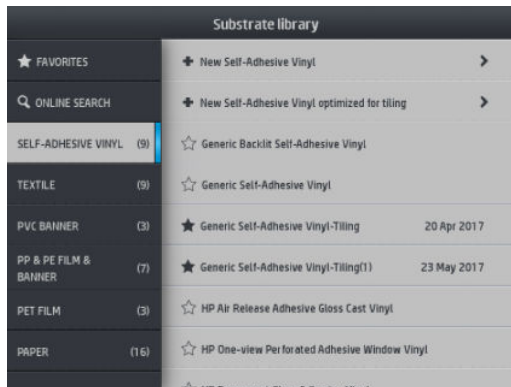 Substrate library
FAVORITES
ONLINE SEARCH
SELF-ADHESIVE VINYL (9)
TEXTILE (9)
PVC BANNER (3)
PP & PE FILM &
BANNER (7)
PET FILM (3)
PAPER (16)
New Self-Adhesive Vinyl
New Self-Adhesive Vinyl optimized for tiling
Generic Backlit Self-Adhesive Vinyl
Generic Self-Adhesive Vinyl
Generic Self-Adhesive Vinyl-Tiling 20 Apr 2017
Generic Self-Adhesive Vinyl-Tiling(1) 23 May 2017
HP Air Release Adhesive Gloss Cast Vinyl
HP One-view Perforated Adhesive Window Vinyl